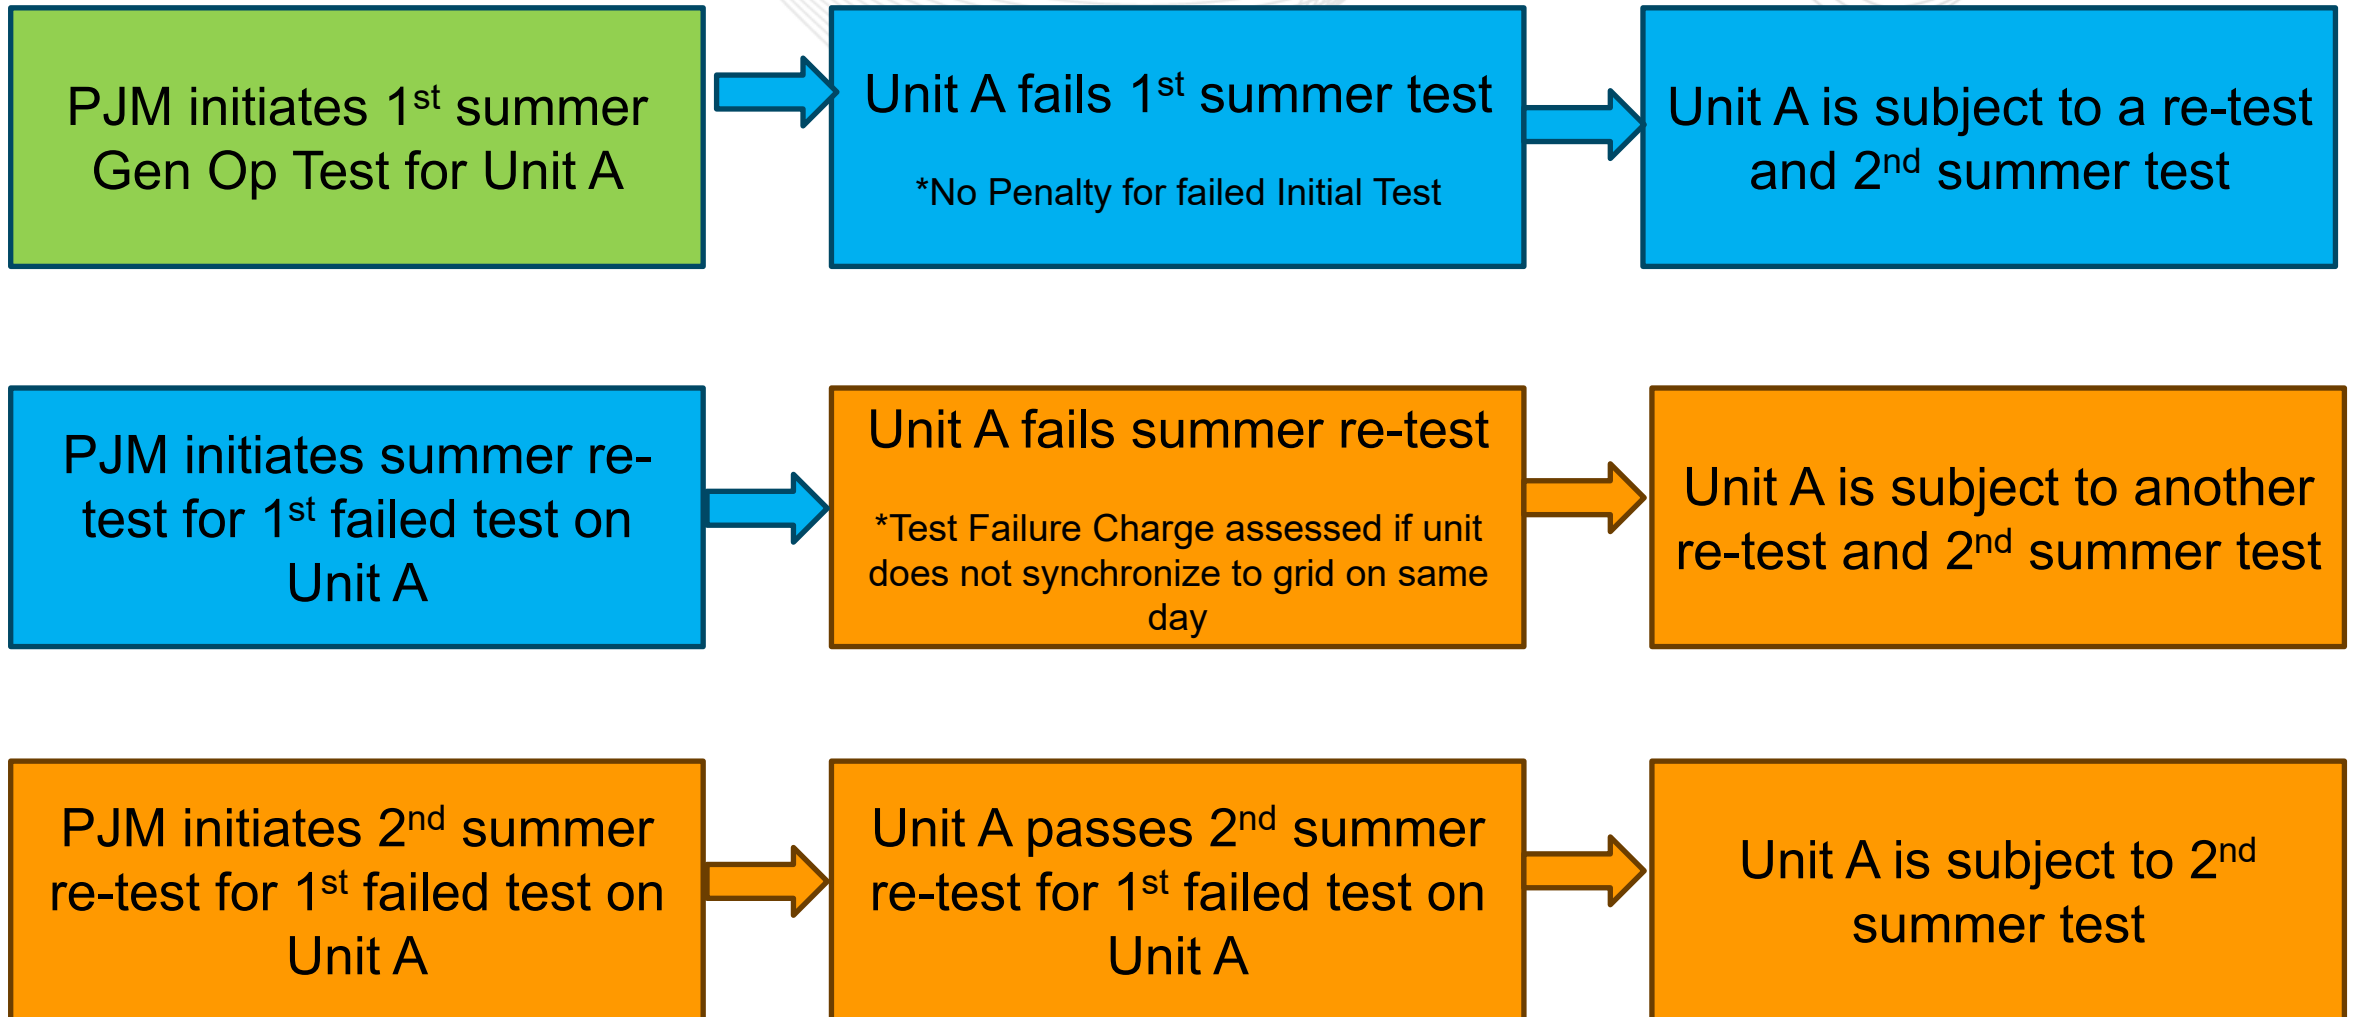 PJM initiates 1st summer
Gen Op Test for Unit A
Unit A fails 1st summer test
*No Penalty for failed Initial Test
Unit A is subject to a re-test
and 2nd summer test
PJM initiates summer re-
test for 1st failed test on
Unit A
Unit A fails summer re-test
*Test Failure Charge assessed if unit
does not synchronize to grid on same
day
Unit A is subject to another
re-test and 2nd summer test
PJM initiates 2nd summer
re-test for 1st failed test on
Unit A
Unit A passes 2nd summer
re-test for 1st failed test on
Unit A
Unit A is subject to 2nd
summer test